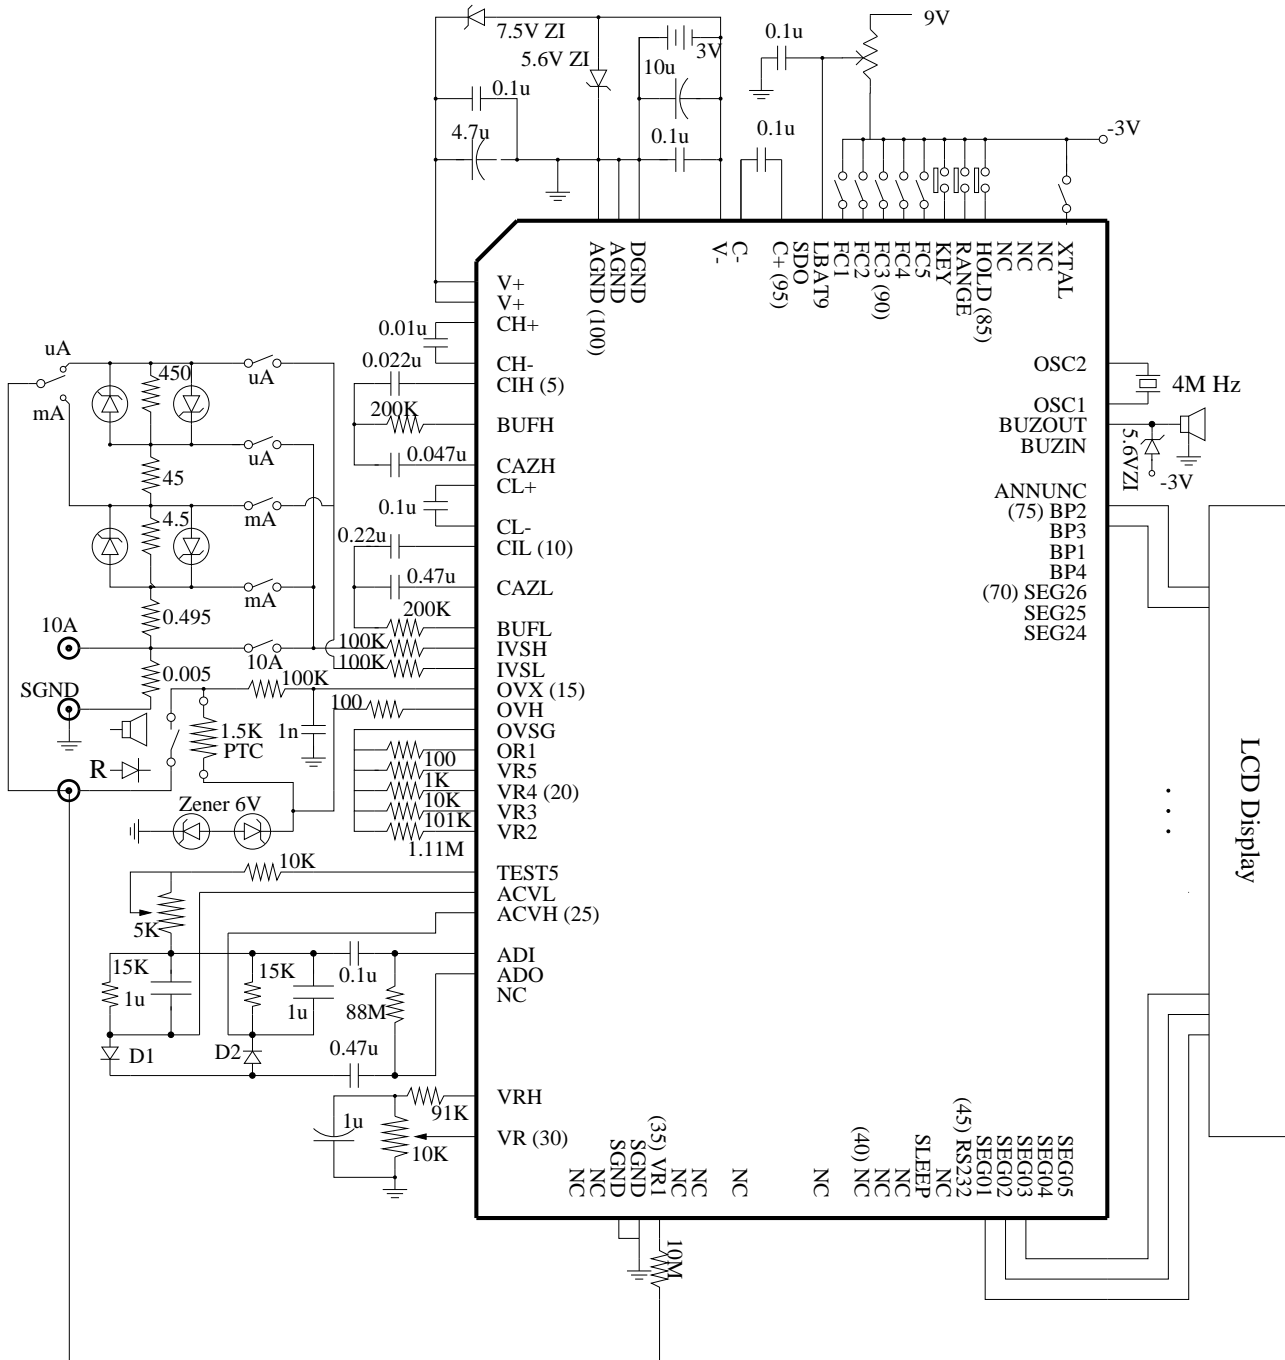 9V
7.5V ZI
5.6V ZI
3V
10u
0.1u
0.1u
4.7u
0.1u
0.1u
-3V
AGND (100)
AGND
DGND
V-
C-
C+ (95)
SDO
LBAT9
FC1
FC2
FC3 (90)
FC4
FC5
KEY
RANGE
HOLD (85)
NC
NC
NC
XTAL
V+
V+
CH+
0.01u
CH-
0.022u
CIH (5)
200K
BUFH
0.047u
CAZH
CL+
0.1u
CL-
0.22u
CIL (10)
0.47u
CAZL
200K
BUFL
100K
IVSH
100K
IVSL
100K
OVX (15)
100
OVH
OVSG
OR1
100
VR5
1K
VR4 (20)
10K
VR3
101K
VR2
1.11M
uA
mA
450
uA
uA
45
mA
4.5
mA
0.495
10A
10A
0.005
SGND
1.5K
PTC
1n
R
Zener 6V
10K
TEST5
ACVL
ACVH (25)
5K
ADI
ADO
NC
15K
1u
15K
1u
0.1u
88M
D1
D2
0.47u
VRH
91K
1u
VR (30)
10K
OSC2
4M Hz
OSC1
BUZOUT
BUZIN
5.6VZI
-3V
ANNUNC
(75) BP2
BP3
BP1
BP4
(70) SEG26
SEG25
SEG24
LCD Display
NC
NC
SGND
SGND
(35) VR1
NC
NC
NC
NC
(40) NC
NC
NC
SLEEP
NC
(45) RS232
SEG01
SEG02
SEG03
SEG04
SEG05
10M